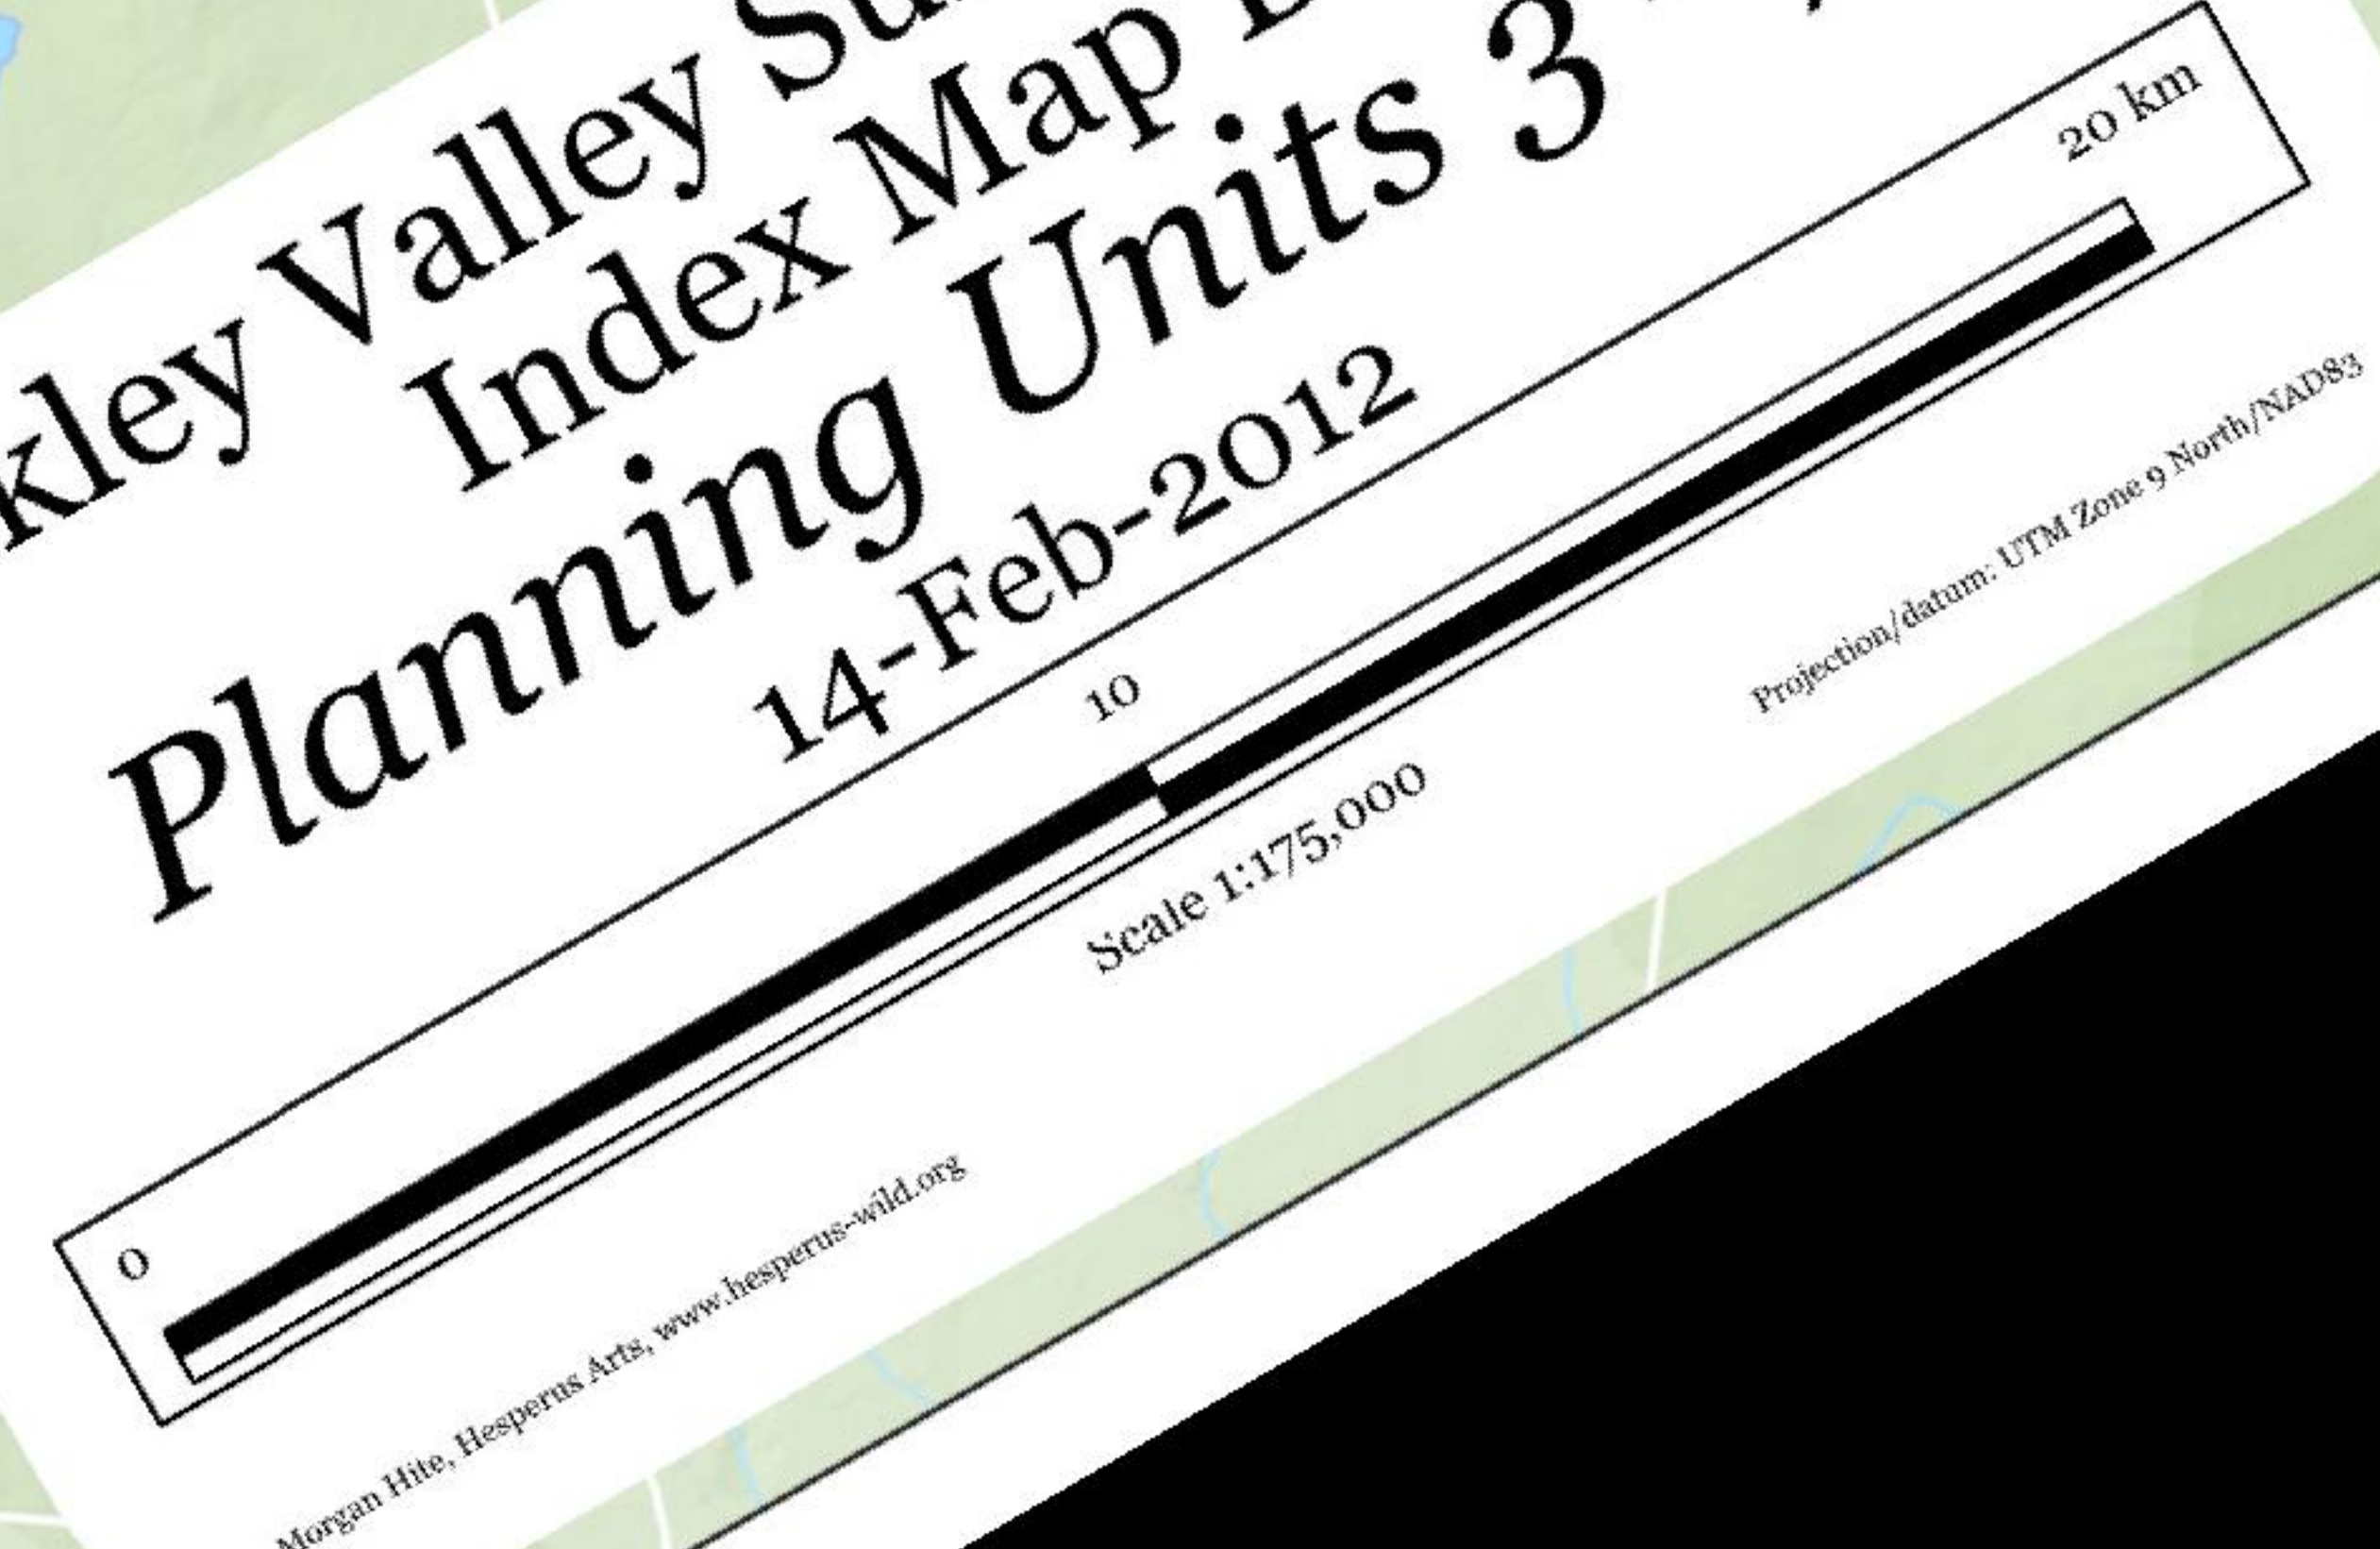 Valley
Index Map
Planning Units 3
14-Feb-2012
0 10 20 km
Scale 1:175,000
Morgan Hite, Hesperus Arts, www.hesperus-wild.org
Projection/datum: UTM Zone 9 North/NAD83